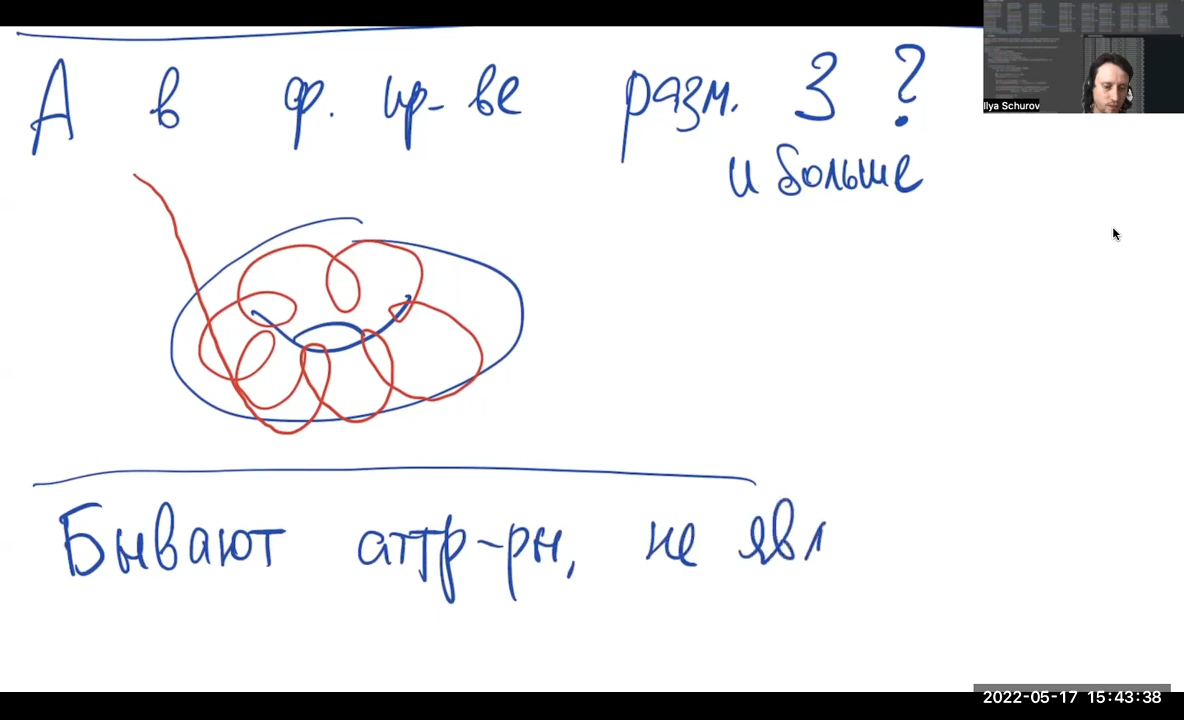 А в ф. пр-ве разм. 3 ?
и больше
Бывают аттр-ры, не явл
Ilya Schurov
2022-05-17 15:43:38